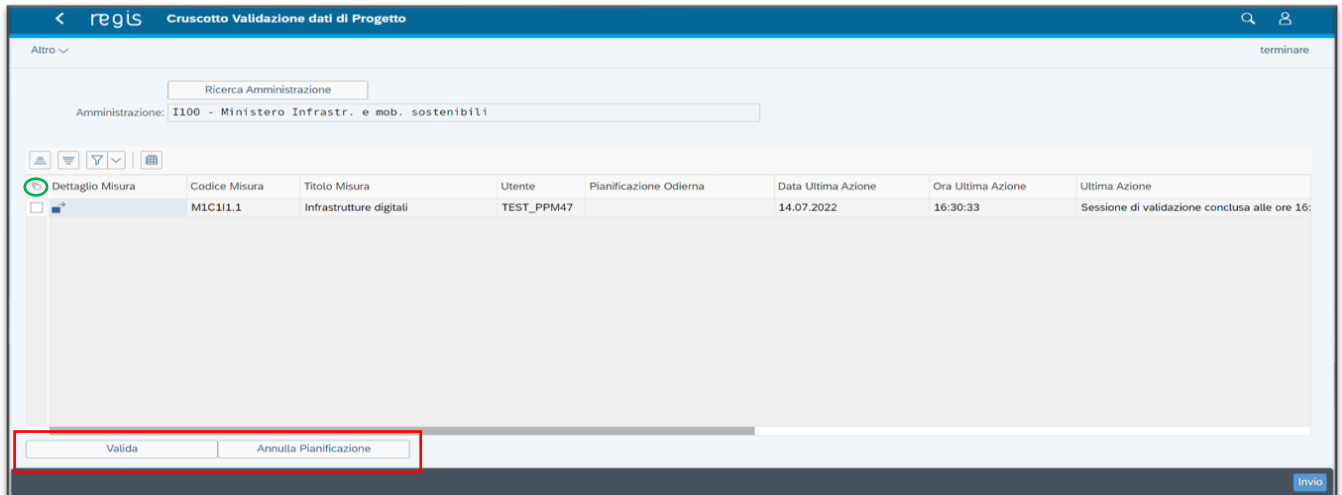 regis Cruscotto Validazione dati di Progetto
Altro terminare
Ricerca Amministrazione
Amministrazione: I100 - Ministero Infrastr. e mob. sostenibili
Dettaglio Misura Codice Misura Titolo Misura Utente Pianificazione Odierna Data Ultima Azione Ora Ultima Azione Ultima Azione
M1C1I1.1 Infrastrutture digitali TEST_PPM47 14.07.2022 16:30:33 Sessione di validazione conclusa alle ore 16:
Valida Annulla Pianificazione
Invio